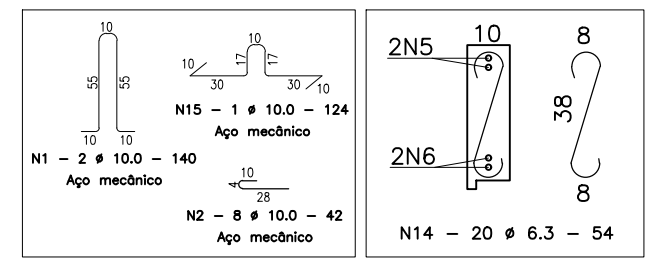 10
55
55
10
10
N1 - 2 ø 10.0 - 140
Aço mecânico
10
10
17
17
30
30
10
N15 - 1 ø 10.0 - 124
Aço mecânico
10
4
28
N2 - 8 ø 10.0 - 42
Aço mecânico
10
2N5
2N6
8
38
8
N14 - 20 ø 6.3 - 54